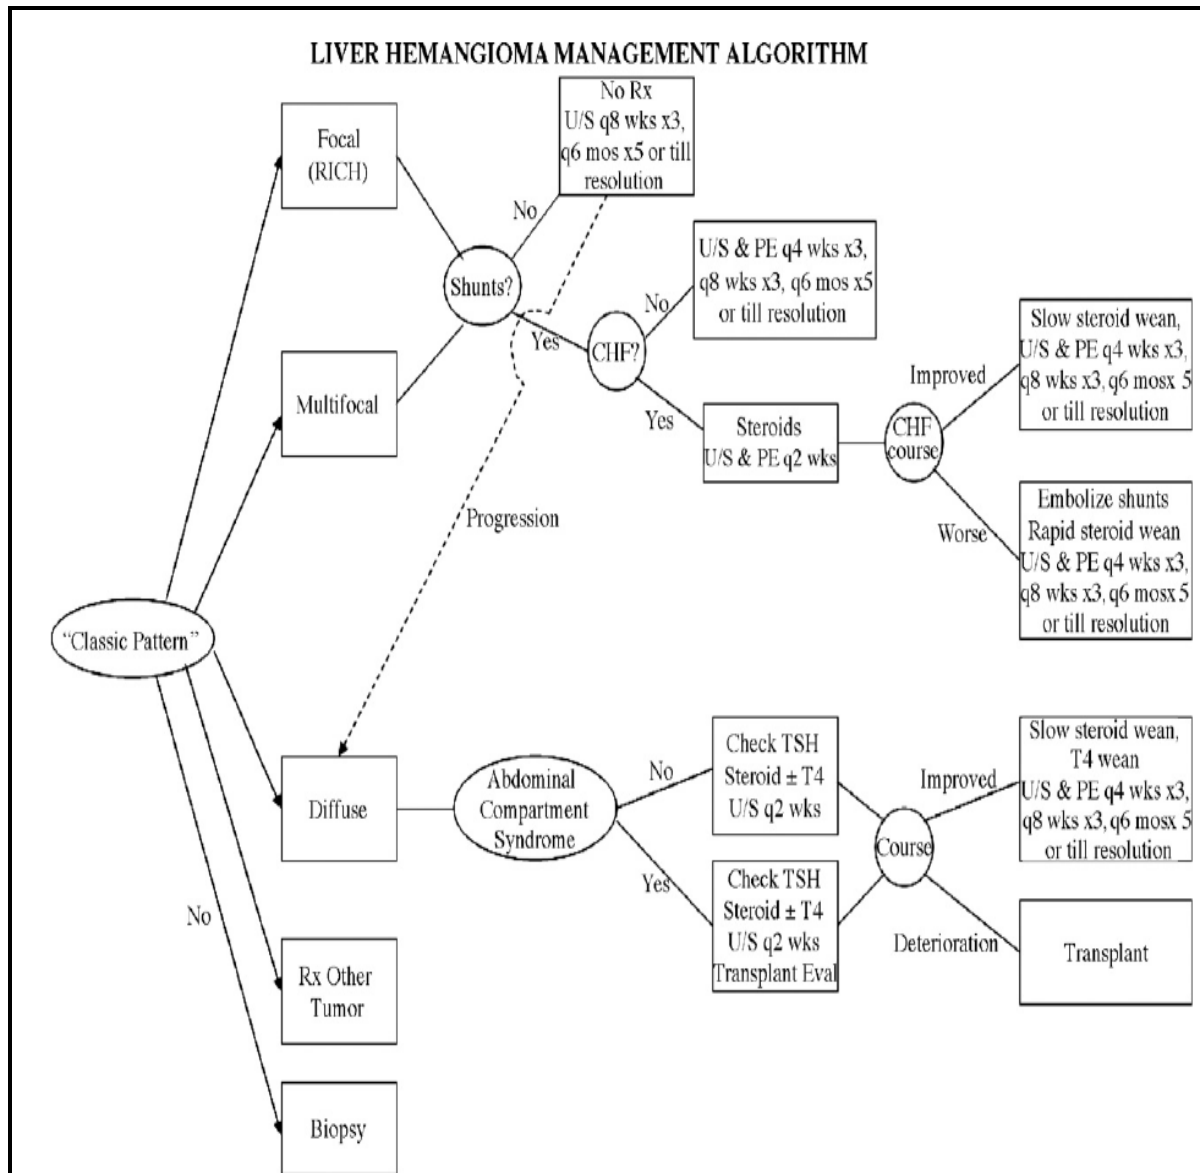 LIVER HEMANGIOMA MANAGEMENT ALGORITHM
Focal
(RICH)
No Rx
U/S q8 wks x3,
q6 mos x5 or till
resolution
No
Shunts?
Yes
Multifocal
U/S & PE q4 wks x3,
q8 wks x3, q6 mos x5
or till resolution
No
CHF?
Yes
Steroids
U/S & PE q2 wks
CHF
course
Improved
Slow steroid wean,
U/S & PE q4 wks x3,
q8 wks x3, q6 mosx 5
or till resolution
Worse
Embolize shunts
Rapid steroid wean
U/S & PE q4 wks x3,
q8 wks x3, q6 mosx 5
or till resolution
Progression
“Classic Pattern”
Diffuse
Abdominal
Compartment
Syndrome
No
Check TSH
Steroid ± T4
U/S q2 wks
Yes
Check TSH
Steroid ± T4
U/S q2 wks
Transplant Eval
Course
Improved
Slow steroid wean,
T4 wean
U/S & PE q4 wks x3,
q8 wks x3, q6 mosx 5
or till resolution
Deterioration
Transplant
No
Rx Other
Tumor
Biopsy